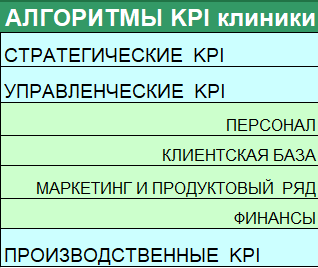 АЛГОРИТМЫ KPI клиники
СТРАТЕГИЧЕСКИЕ KPI
УПРАВЛЕНЧЕСКИЕ KPI
ПЕРСОНАЛ
КЛИЕНТСКАЯ БАЗА
МАРКЕТИНГ И ПРОДУКТОВЫЙ РЯД
ФИНАНСЫ
ПРОИЗВОДСТВЕННЫЕ KPI